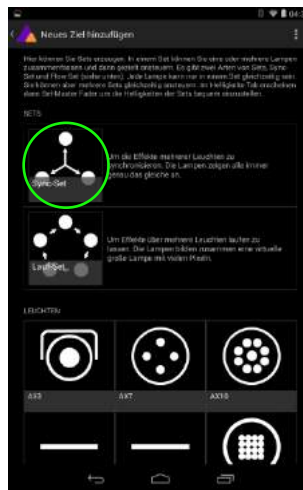 04:2
Neues Ziel hinzufügen
Hier können Sie Sets erzeugen. In einem Set können Sie eine oder mehrere Lampen
zusammenfassen und dann gezielt ansteuern. Es gibt zwei Arten von Sets, Sync-
Set und Flow Set (siehe unten). Jede Lampe kann nur in einem Set gleichzeitig sein.
Sie können aber mehrere Sets gleichzeitig ansteuern. Im Helligkeits-Tab erscheinen
dann Set-Master Fader um die Helligkeiten der Sets bequem einzustellen.
SETS
Um die Effekte mehrerer Leuchten zu
synchronisieren. Die Lampen zeigen alle immer
genau das gleiche an.
Sync-Set
Um Effekte über mehrere Leuchten laufen zu
lassen. Die Lampen bilden zusammen eine virtuelle
große Lampe mit vielen Pixeln.
Lauf-Set
LEUCHTEN
AX3
AX7
AX10